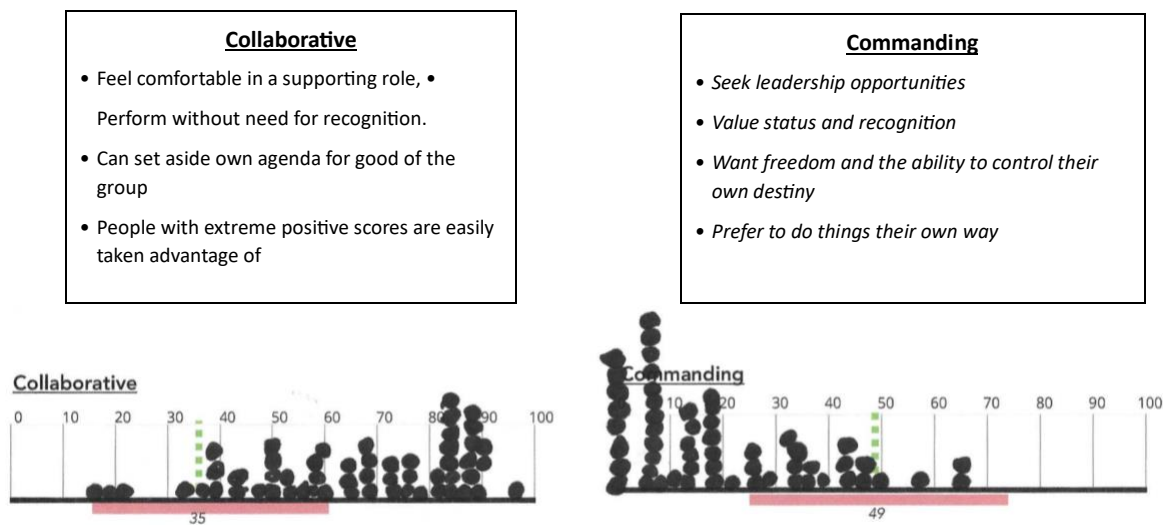 Collaborative
• Feel comfortable in a supporting role, •
Perform without need for recognition.
• Can set aside own agenda for good of the
group
• People with extreme positive scores are easily
taken advantage of
Commanding
• Seek leadership opportunities
• Value status and recognition
• Want freedom and the ability to control their
own destiny
• Prefer to do things their own way
Collaborative
0 10 20 30 40 50 60 70 80 90 100
35
Commanding
10 20 30 40 50 60 70 80 90 100
49